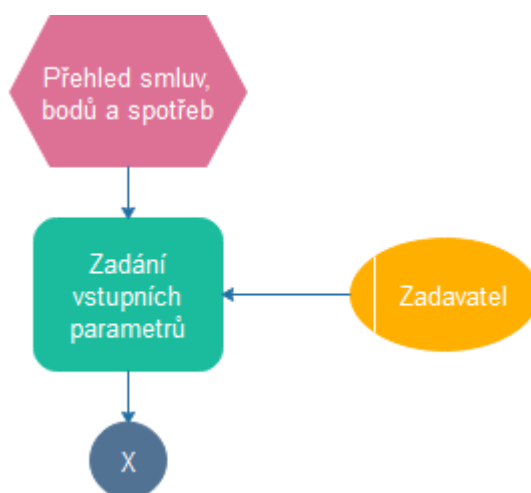 Přehled smluv,
bodů a spotřeb
Zadání
vstupních
parametrů
Zadavatel
X